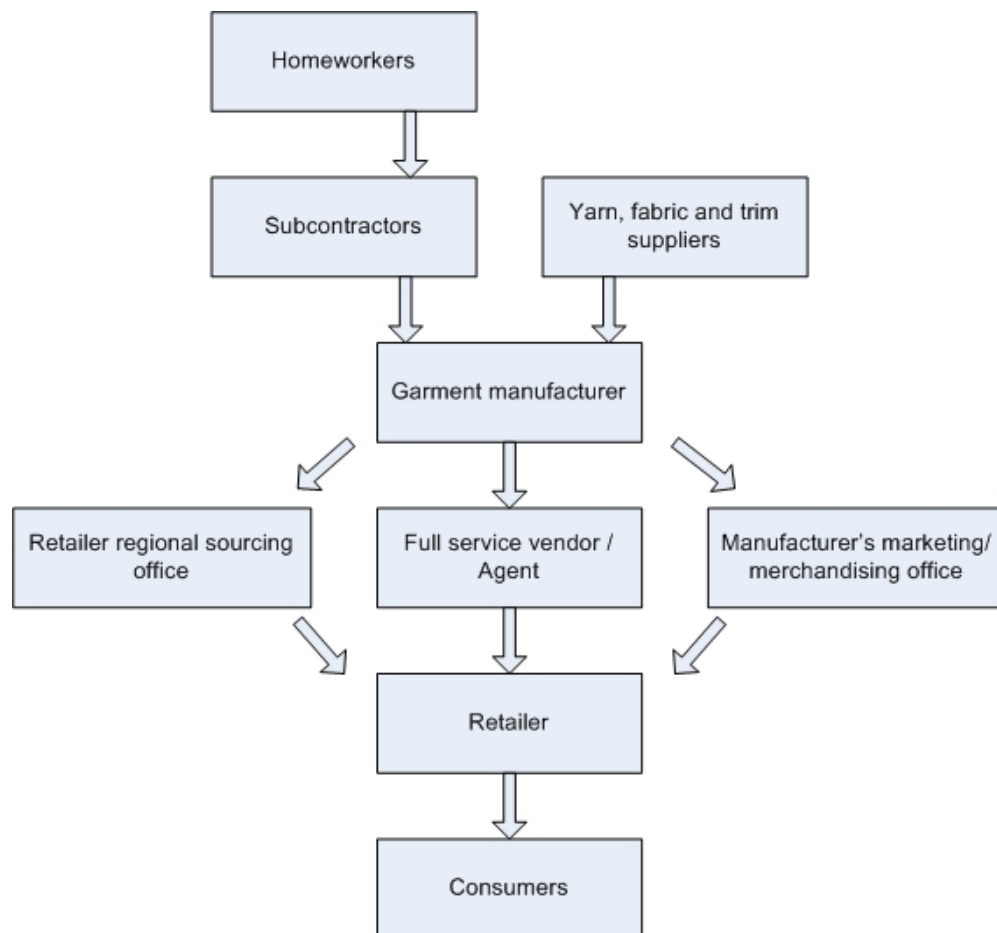 Homeworkers
Subcontractors
Yarn, fabric and trim
suppliers
Garment manufacturer
Retailer regional sourcing
office
Full service vendor /
Agent
Manufacturer’s marketing/
merchandising office
Retailer
Consumers